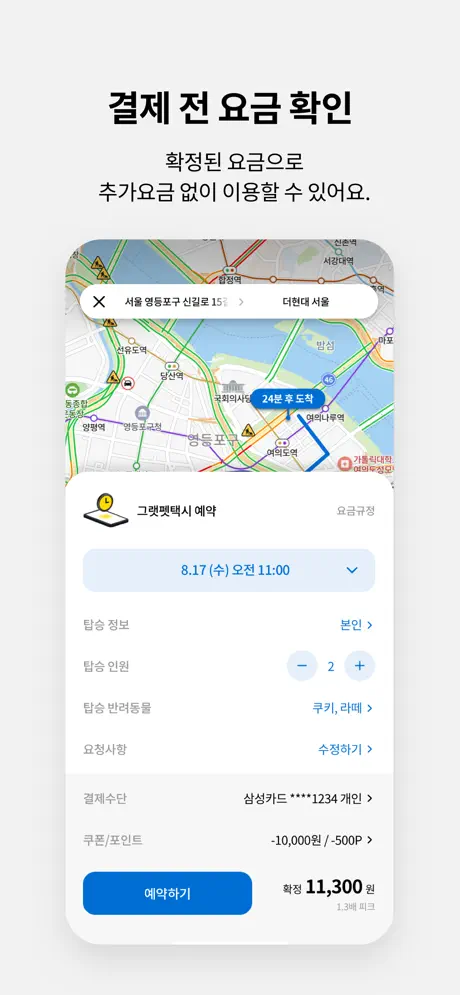 결제 전 요금 확인
확정된 요금으로
추가요금 없이 이용할 수 있어요.
신촌역
서강대역
합정역
서울 영등포구 신길로 15길
더현대 서울
마포
밤섬
선유도역
당산역
46
국회의사당
24분 후 도착
여의나루역
양평역
영등포구청
영등포구
여의도역
가톨릭대학
여의도성모
그랫펫택시 예약
요금규정
8.17 (수) 오전 11:00
탑승 정보
본인
탑승 인원
2
탑승 반려동물
쿠키, 라떼
요청사항
수정하기
결제수단
삼성카드 ****1234 개인
쿠폰/포인트
-10,000원 / -500P
예약하기
확정 11,300 원
1.3배 피크